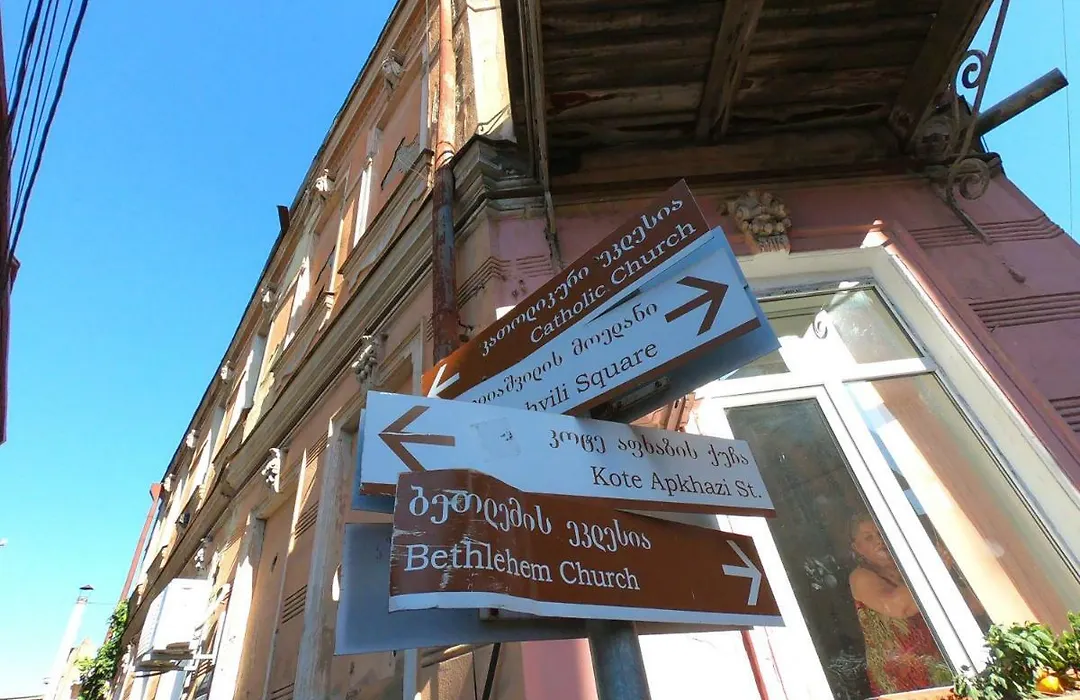 კათოლიკური ეკლესია
Catholic Church
მოედანი
Square
კოტე აფხაზის ქუჩა
Kote Apkhazi St.
ბეთლემის ეკლესია
Bethlehem Church